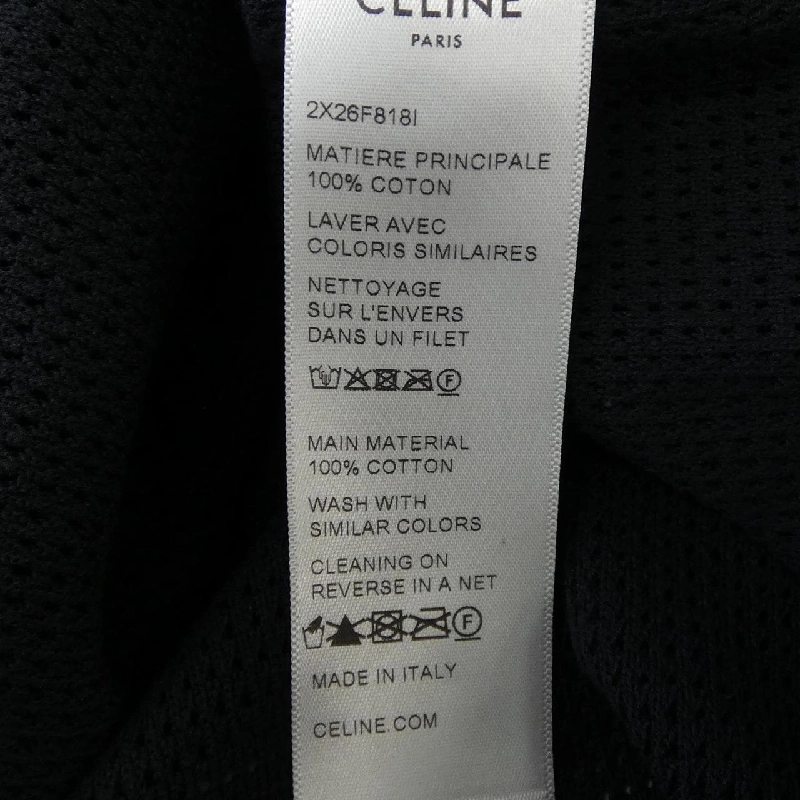 CELINE
PARIS
2X26F818I
MATIERE PRINCIPALE
100% COTON
LAVER AVEC
COLORIS SIMILAIRES
NETTOYAGE
SUR L'ENVERS
DANS UN FILET
F
MAIN MATERIAL
100% COTTON
WASH WITH
SIMILAR COLORS
CLEANING ON
REVERSE IN A NET
F
MADE IN ITALY
CELINE.COM